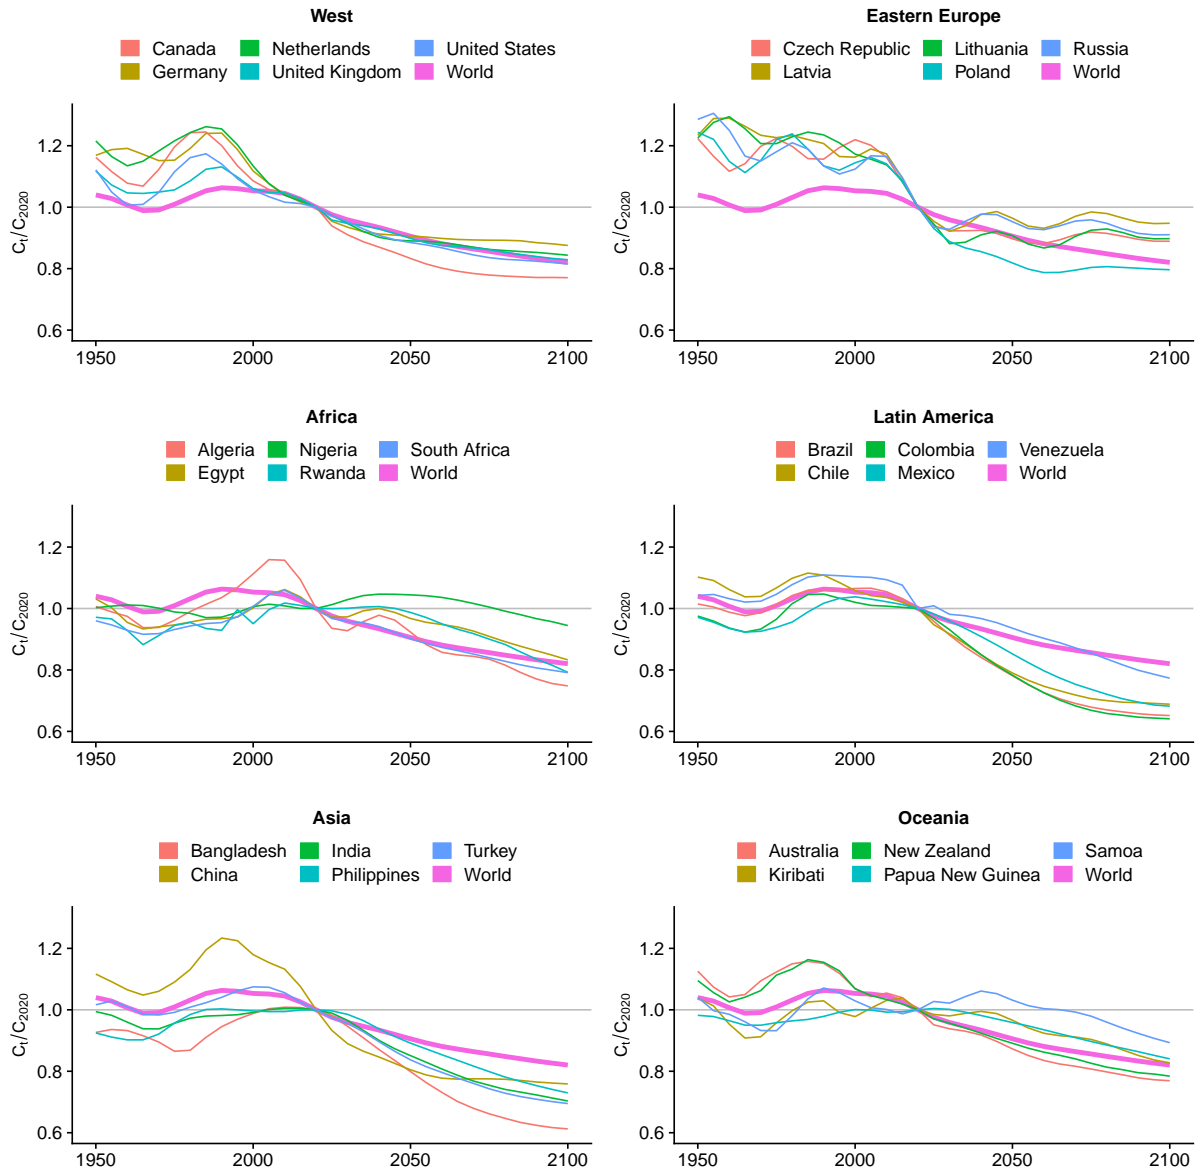 West
Canada Netherlands United States
Germany United Kingdom World
1.2
1.0
0.8
0.6
Ct/C2020
1950 2000 2050 2100
Eastern Europe
Czech Republic Lithuania Russia
Latvia Poland World
1.2
1.0
0.8
0.6
Ct/C2020
1950 2000 2050 2100
Africa
Algeria Nigeria South Africa
Egypt Rwanda World
1.2
1.0
0.8
0.6
Ct/C2020
1950 2000 2050 2100
Latin America
Brazil Colombia Venezuela
Chile Mexico World
1.2
1.0
0.8
0.6
Ct/C2020
1950 2000 2050 2100
Asia
Bangladesh India Turkey
China Philippines World
1.2
1.0
0.8
0.6
Ct/C2020
1950 2000 2050 2100
Oceania
Australia New Zealand Samoa
Kiribati Papua New Guinea World
1.2
1.0
0.8
0.6
Ct/C2020
1950 2000 2050 2100